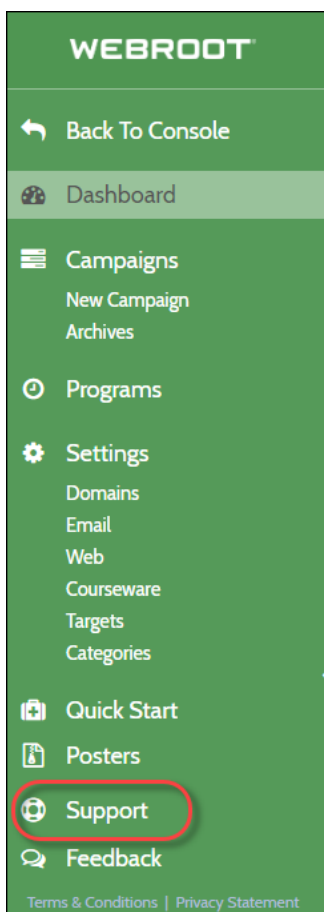 WEBROOT
Back To Console
Dashboard
Campaigns
New Campaign
Archives
Programs
Settings
Domains
Email
Web
Courseware
Targets
Categories
Quick Start
Posters
Support
Feedback
Terms & Conditions | Privacy Statement